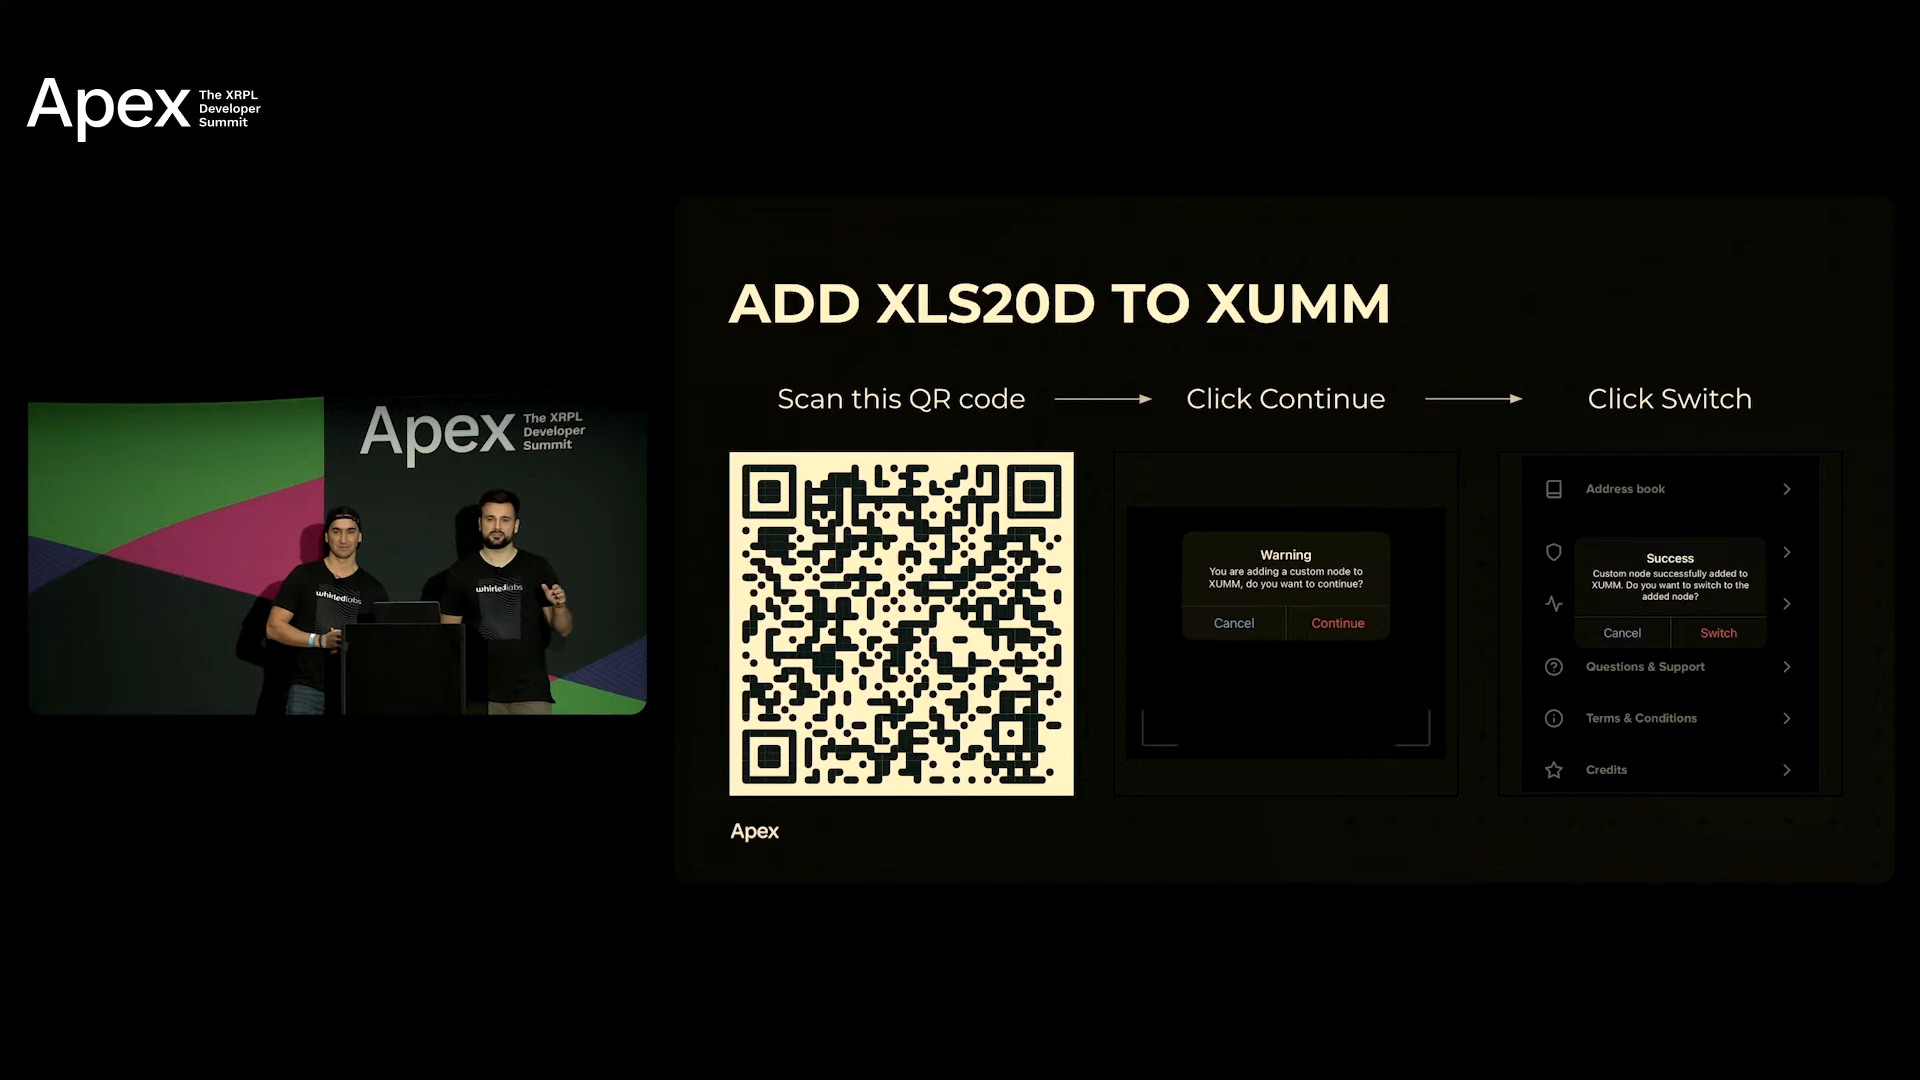 Apex
The XRPL
Developer
Summit
Apex
The XRPL
Developer
Summit
whirledlabs
whirledlabs
ADD XLS20D TO XUMM
Scan this QR code
Click Continue
Click Switch
Warning
You are adding a custom node to
XUMM, do you want to continue?
Cancel
Continue
Address book
Success
Custom node successfully added to
XUMM. Do you want to switch to the
added node?
Cancel
Switch
Questions & Support
Terms & Conditions
Credits
Apex